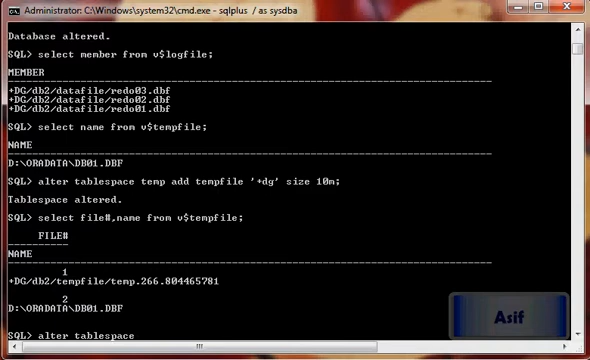 Administrator: C:\Windows\system32\cmd.exe - sqlplus / as sysdba
Database altered.
SQL> select member from v$logfile;
MEMBER
+DG/db2/datafile/redo03.dbf
+DG/db2/datafile/redo02.dbf
+DG/db2/datafile/redo01.dbf
SQL> select name from v$tempfile;
NAME
D:\ORADATA\DB01.DBF
SQL> alter tablespace temp add tempfile '+dg' size 10m;
Tablespace altered.
SQL> select file#,name from v$tempfile;
FILE#
NAME
1
+DG/db2/tempfile/temp.266.804465781
2
D:\ORADATA\DB01.DBF
SQL> alter tablespace
Asif